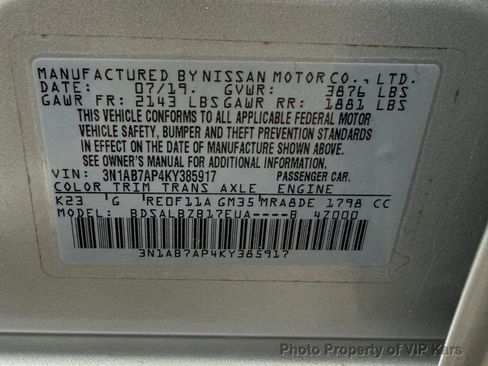 MANUFACTURED BY NISSAN MOTOR CO., LTD.
DATE: 07/19. GVWR: 3876 LBS
GAWR FR: 2143 LBS GAWR RR: 1881 LBS
THIS VEHICLE CONFORMS TO ALL APPLICABLE FEDERAL MOTOR
VEHICLE SAFETY, BUMPER AND THEFT PREVENTION STANDARDS
IN EFFECT ON THE DATE OF MANUFACTURE SHOWN ABOVE.
SEE OWNER'S MANUAL FOR ADDITIONAL INFORMATION.
VIN: 3N1AB7AP4KY385917 PASSENGER CAR.
COLOR TRIM TRANS AXLE ENGINE
K23 G RE0F11A GM35 MRA8DE 1798 CC
MODEL: BDSALBZB17EUA----B 47000
3N1AB7AP4KY385917
Photo Property of VIP Kars